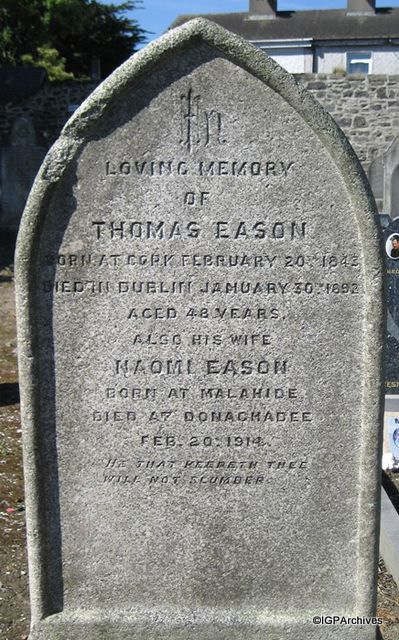 In
LOVING MEMORY
OF
THOMAS EASON
BORN AT CORK FEBRUARY 20TH 1843
DIED IN DUBLIN JANUARY 30TH 1892
AGED 48 YEARS.
ALSO HIS WIFE
NAOMI EASON
BORN AT MALAHIDE
DIED AT DONAGHADEE
FEB. 20. 1914.
HE THAT KEEPETH THEE
WILL NOT SLUMBER
©IGPArchives